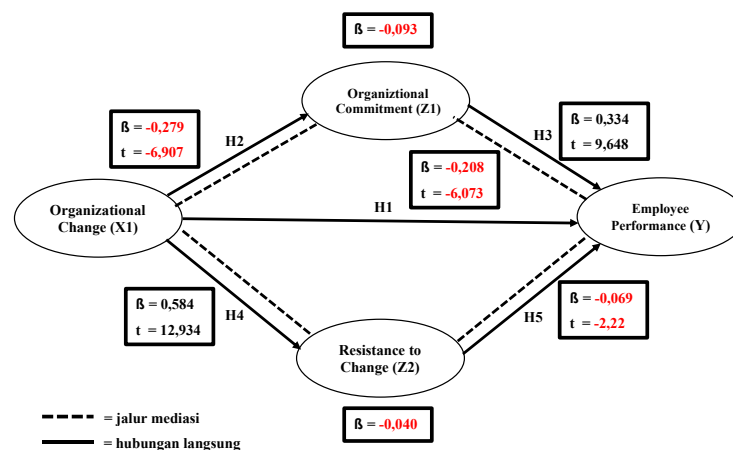 ß = -0,093
Organiztional
Commitment (Z1)
ß = -0,279
t = -6,907
H2
H3
ß = 0,334
t = 9,648
ß = -0,208
t = -6,073
Organizational
Change (X1)
H1
Employee
Performance (Y)
ß = 0,584
t = 12,934
H4
H5
ß = -0,069
t = -2,22
Resistance to
Change (Z2)
= jalur mediasi
= hubungan langsung
ß = -0,040